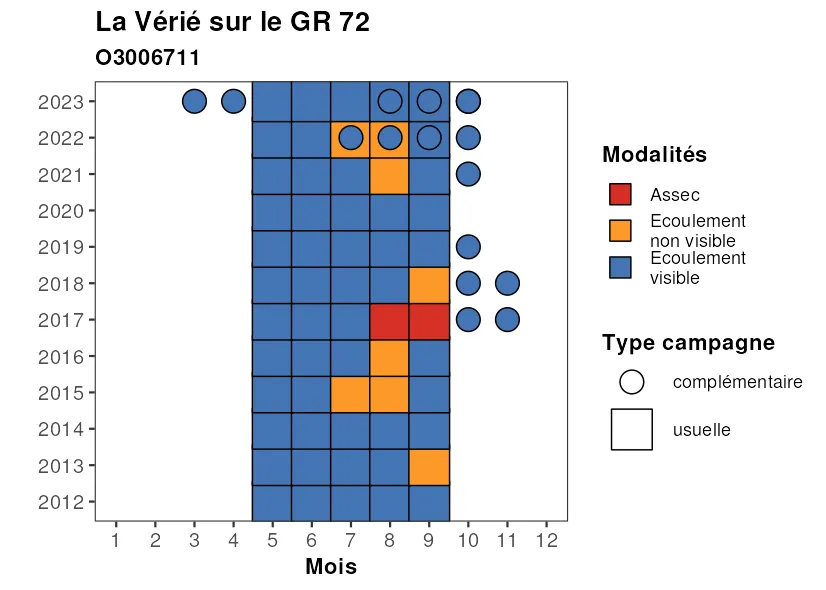 La Vérié sur le GR 72
O3006711
2023
2022
2021
2020
2019
2018
2017
2016
2015
2014
2013
2012
1 2 3 4 5 6 7 8 9 10 11 12
Mois
Modalités
Assec
Ecoulement
non visible
Ecoulement
visible
Type campagne
complémentaire
usuelle